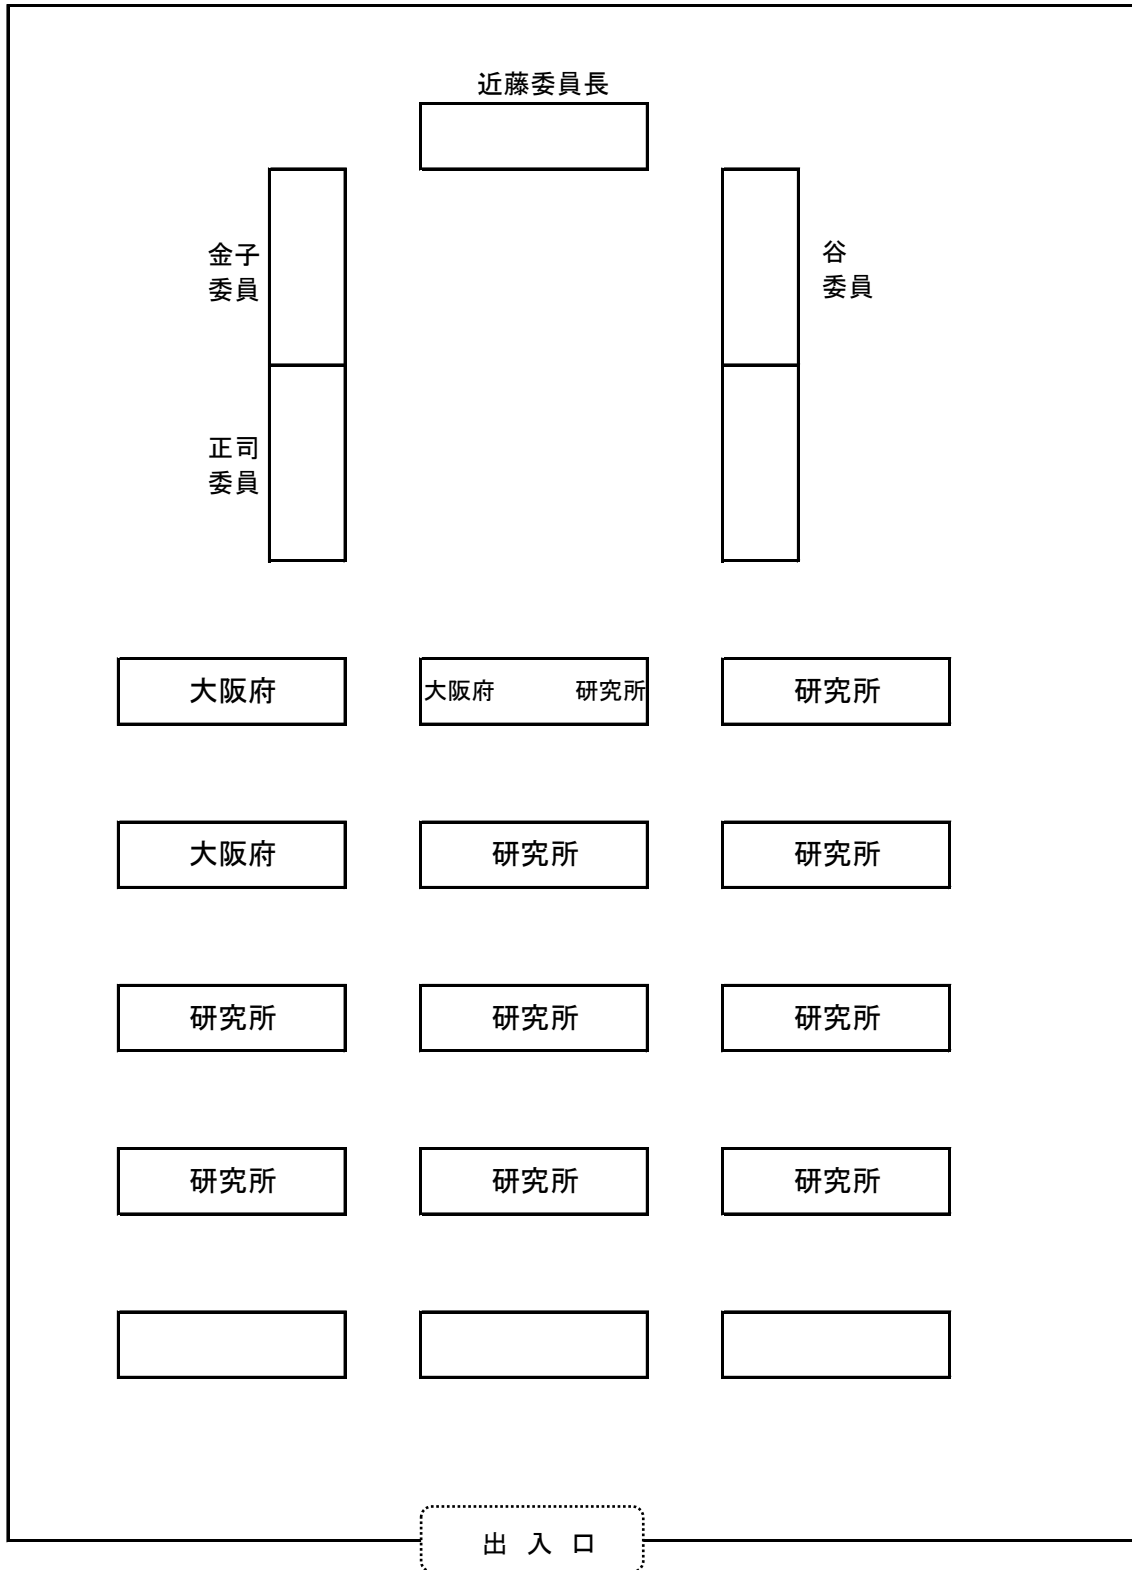 近藤委員長
金子
委員
谷
委員
正司
委員
大阪府
大阪府 研究所
研究所
大阪府
研究所
研究所
研究所
研究所
研究所
研究所
研究所
研究所
出 入 口